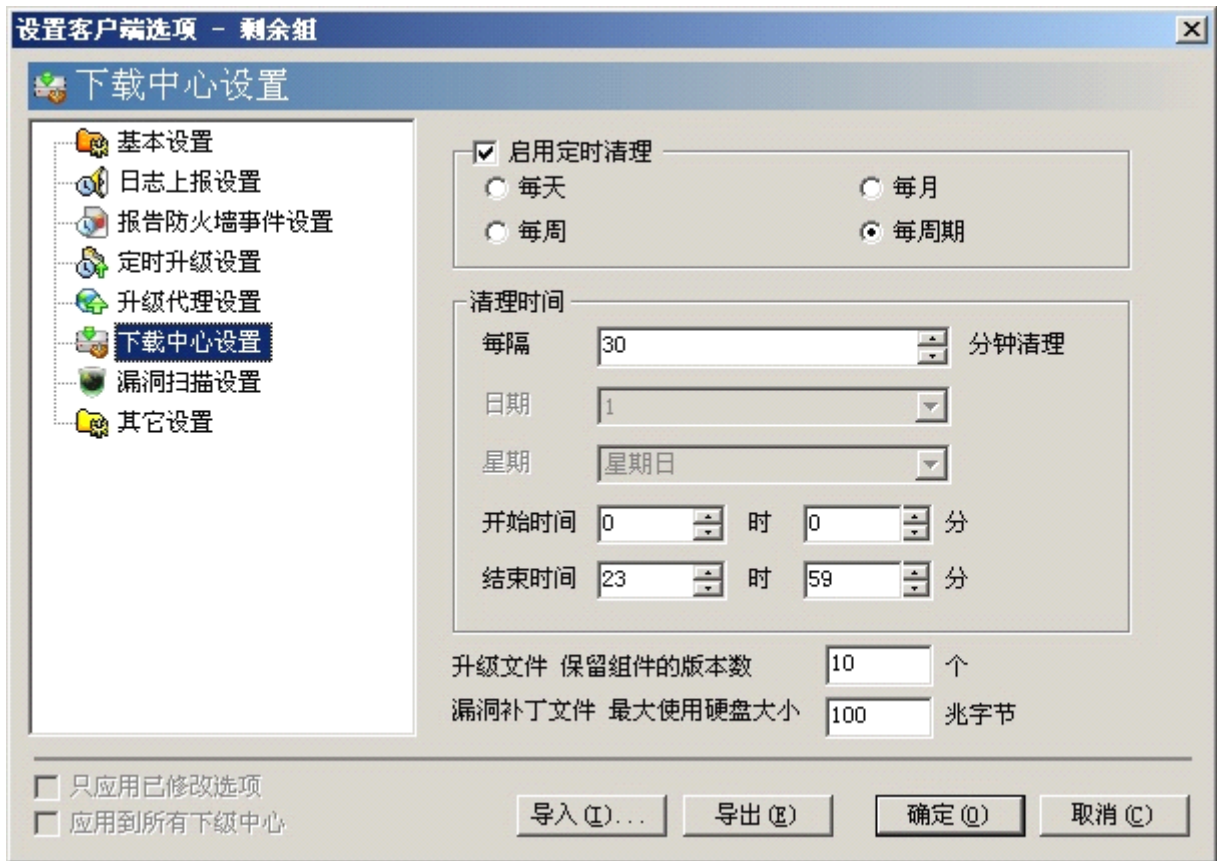 设置客户端选项 - 剩余组
下载中心设置
基本设置
日志上报设置
报告防火墙事件设置
定时升级设置
升级代理设置
下载中心设置
漏洞扫描设置
其它设置
启用定时清理
每天 每月
每周 每周期
清理时间
每隔 30 分钟清理
日期 1
星期 星期日
开始时间 0 时 0 分
结束时间 23 时 59 分
升级文件 保留组件的版本数 10 个
漏洞补丁文件 最大使用硬盘大小 100 兆字节
只应用已修改选项
应用到所有下级中心
导入(I)... 导出(E) 确定(O) 取消(C)